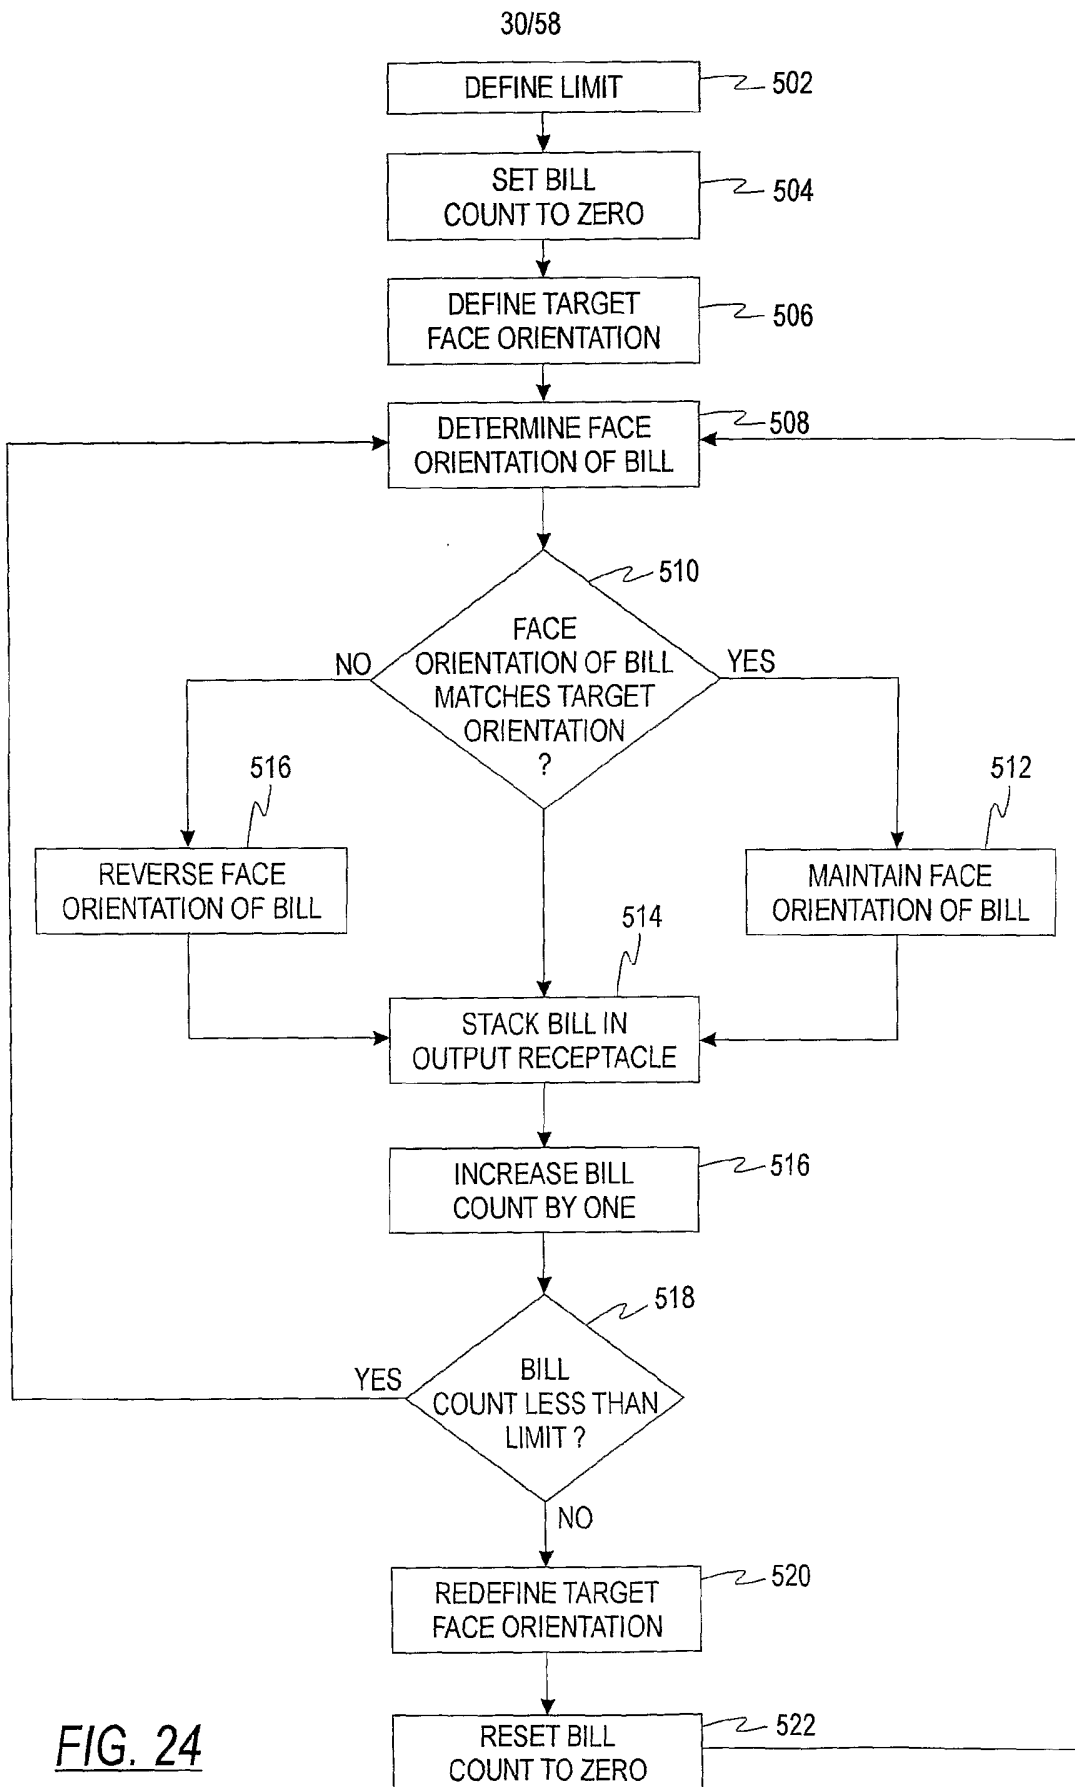 30/58
DEFINE LIMIT
502
SET BILL
COUNT TO ZERO
504
DEFINE TARGET
FACE ORIENTATION
506
DETERMINE FACE
ORIENTATION OF BILL
508
510
FACE
ORIENTATION OF BILL
MATCHES TARGET
ORIENTATION
?
NO
YES
516
REVERSE FACE
ORIENTATION OF BILL
512
MAINTAIN FACE
ORIENTATION OF BILL
514
STACK BILL IN
OUTPUT RECEPTACLE
INCREASE BILL
COUNT BY ONE
516
518
BILL
COUNT LESS THAN
LIMIT ?
YES
NO
REDEFINE TARGET
FACE ORIENTATION
520
RESET BILL
COUNT TO ZERO
522
FIG. 24